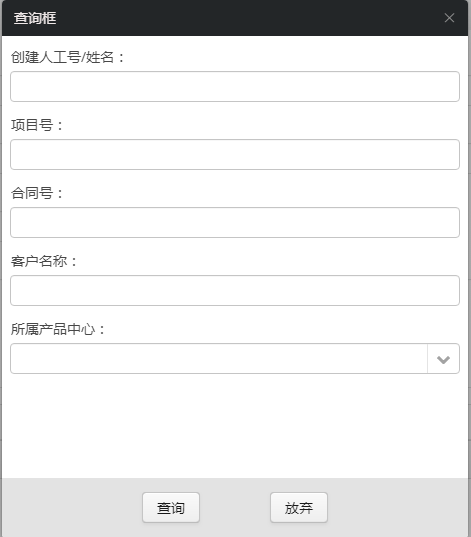 查询框
创建人工号/姓名：
项目号：
合同号：
客户名称：
所属产品中心：
查询 放弃